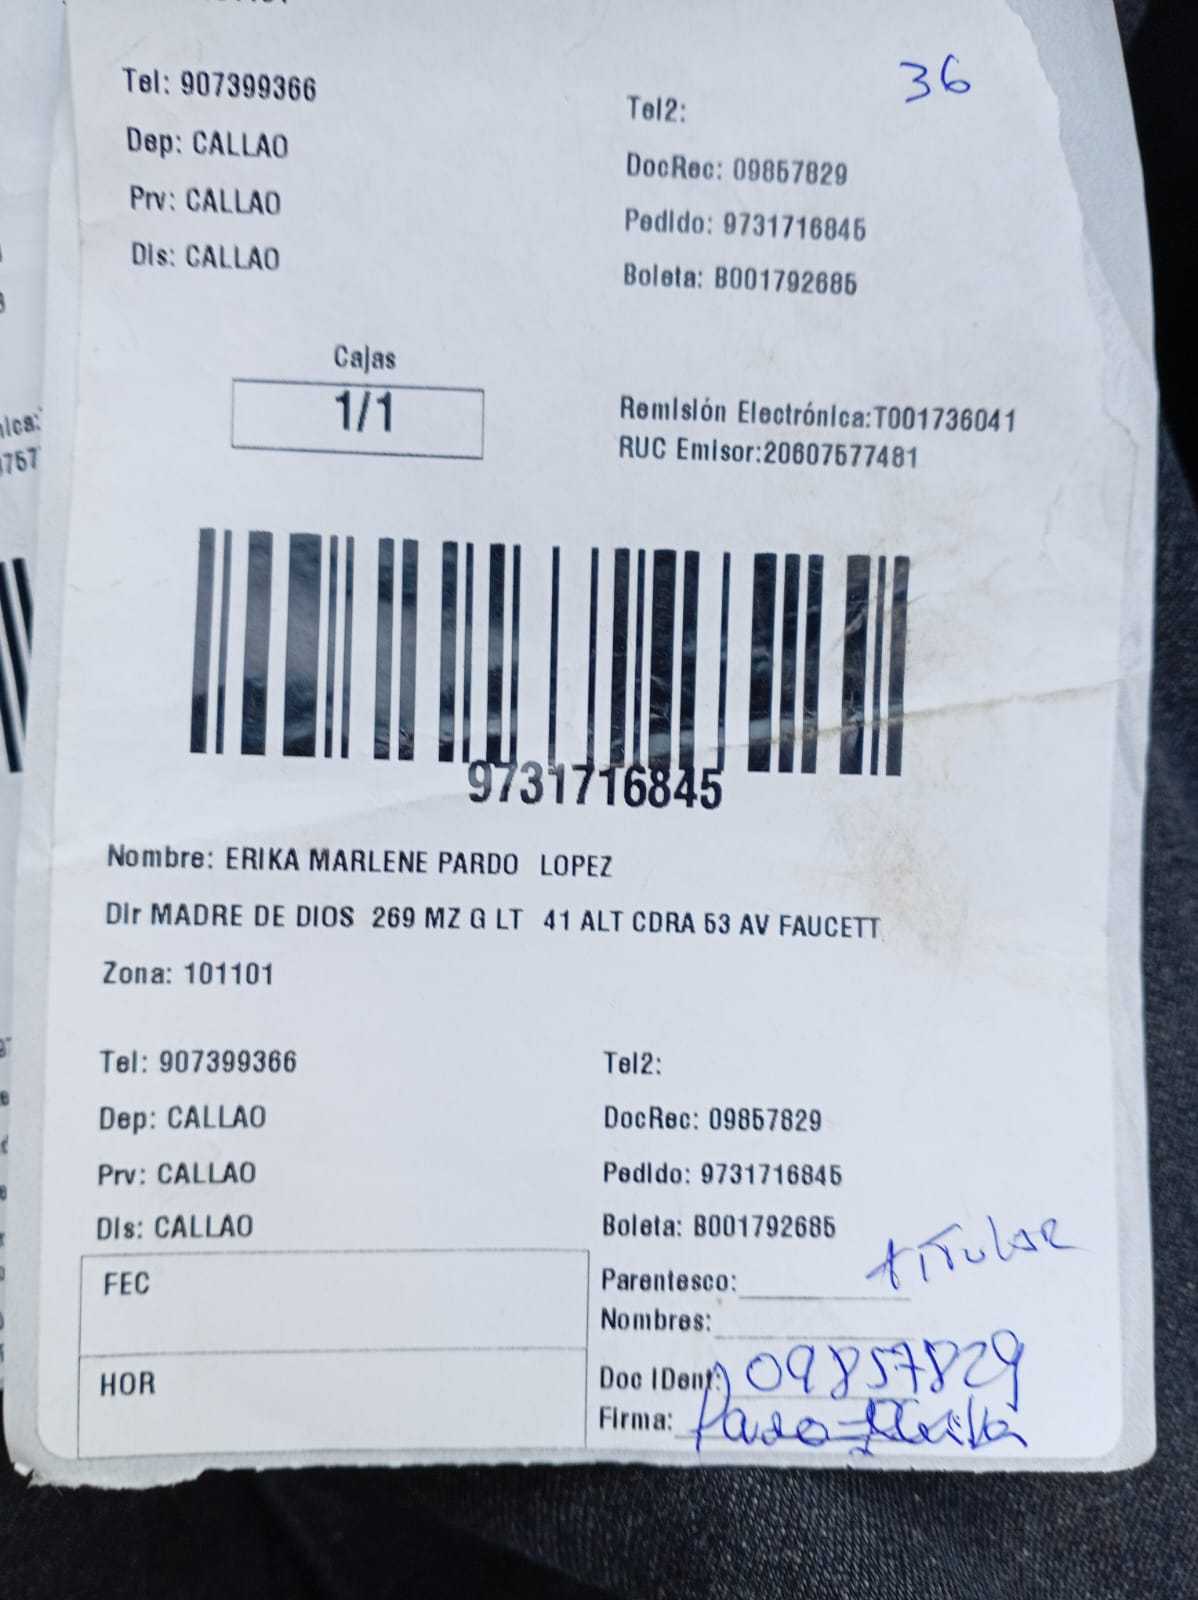 Tel: 907399366
36
Tel2:
Dep: CALLAO
DocRec: 09857829
Prv: CALLAO
Pedido: 9731716845
Dis: CALLAO
Boleta: B001792685
Cajas
1/1
Remisión Electrónica:T001736041
RUC Emisor:20607577481
9731716845
Nombre: ERIKA MARLENE PARDO LOPEZ
Dir MADRE DE DIOS 269 MZ G LT 41 ALT CDRA 53 AV FAUCETT
Zona: 101101
Tel: 907399366
Tel2:
Dep: CALLAO
DocRec: 09857829
Prv: CALLAO
Pedido: 9731716845
Dis: CALLAO
Boleta: B001792685
FEC
Parentesco: TITULAR
Nombres:
HOR
Doc IDent: 09857829
Firma: Pardo